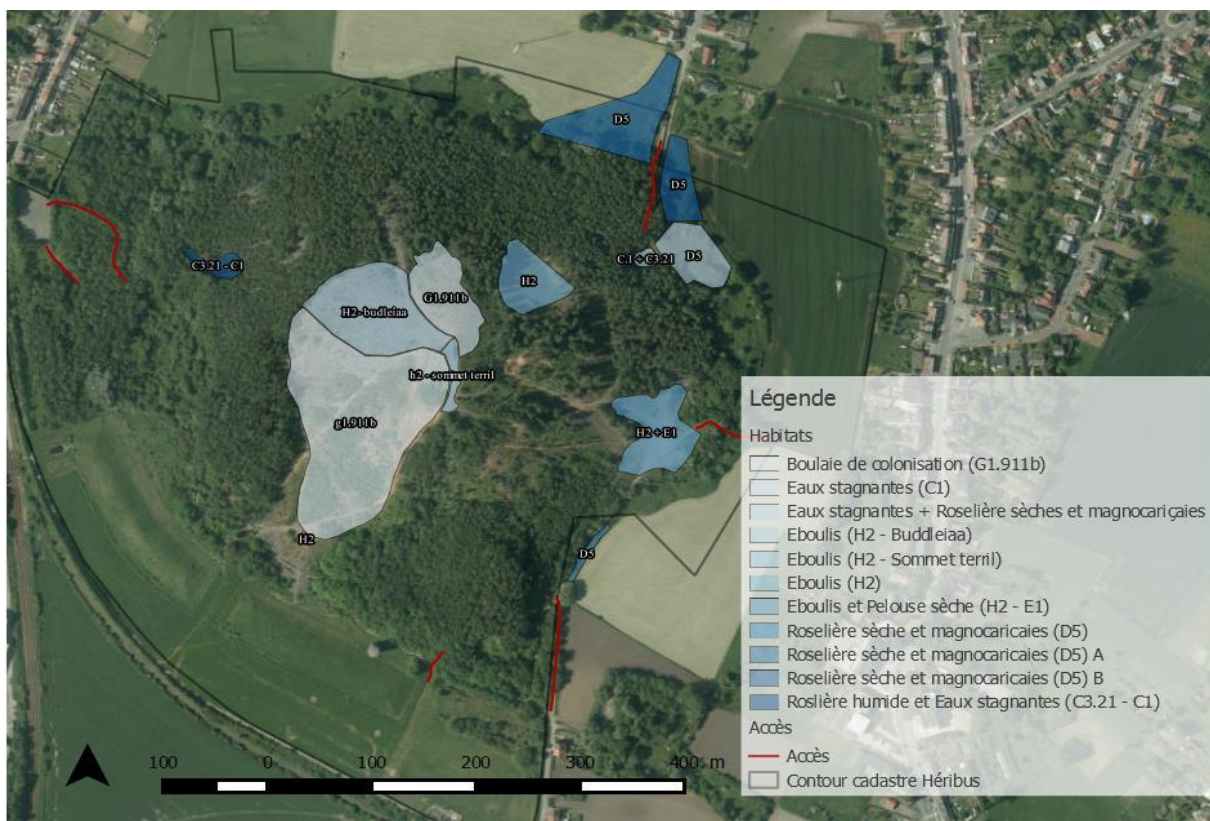 D5
D5
C3.21 - C1
C.1 + C3.21
D5
H2
G1.911b
H2-budleiaa
h2 - sommet terril
g1.911b
H2 + E1
H2
D5
Légende
Habitats
Boulaie de colonisation (G1.911b)
Eaux stagnantes (C1)
Eaux stagnantes + Roselière sèches et magnocariçaies
Eboulis (H2 - Buddleiaa)
Eboulis (H2 - Sommet terril)
Eboulis (H2)
Eboulis et Pelouse sèche (H2 - E1)
Roselière sèche et magnocaricaies (D5)
Roselière sèche et magnocaricaies (D5) A
Roselière sèche et magnocaricaies (D5) B
Roslière humide et Eaux stagnantes (C3.21 - C1)
Accès
Accès
Contour cadastre Héribus
100 0 100 200 300 400 m